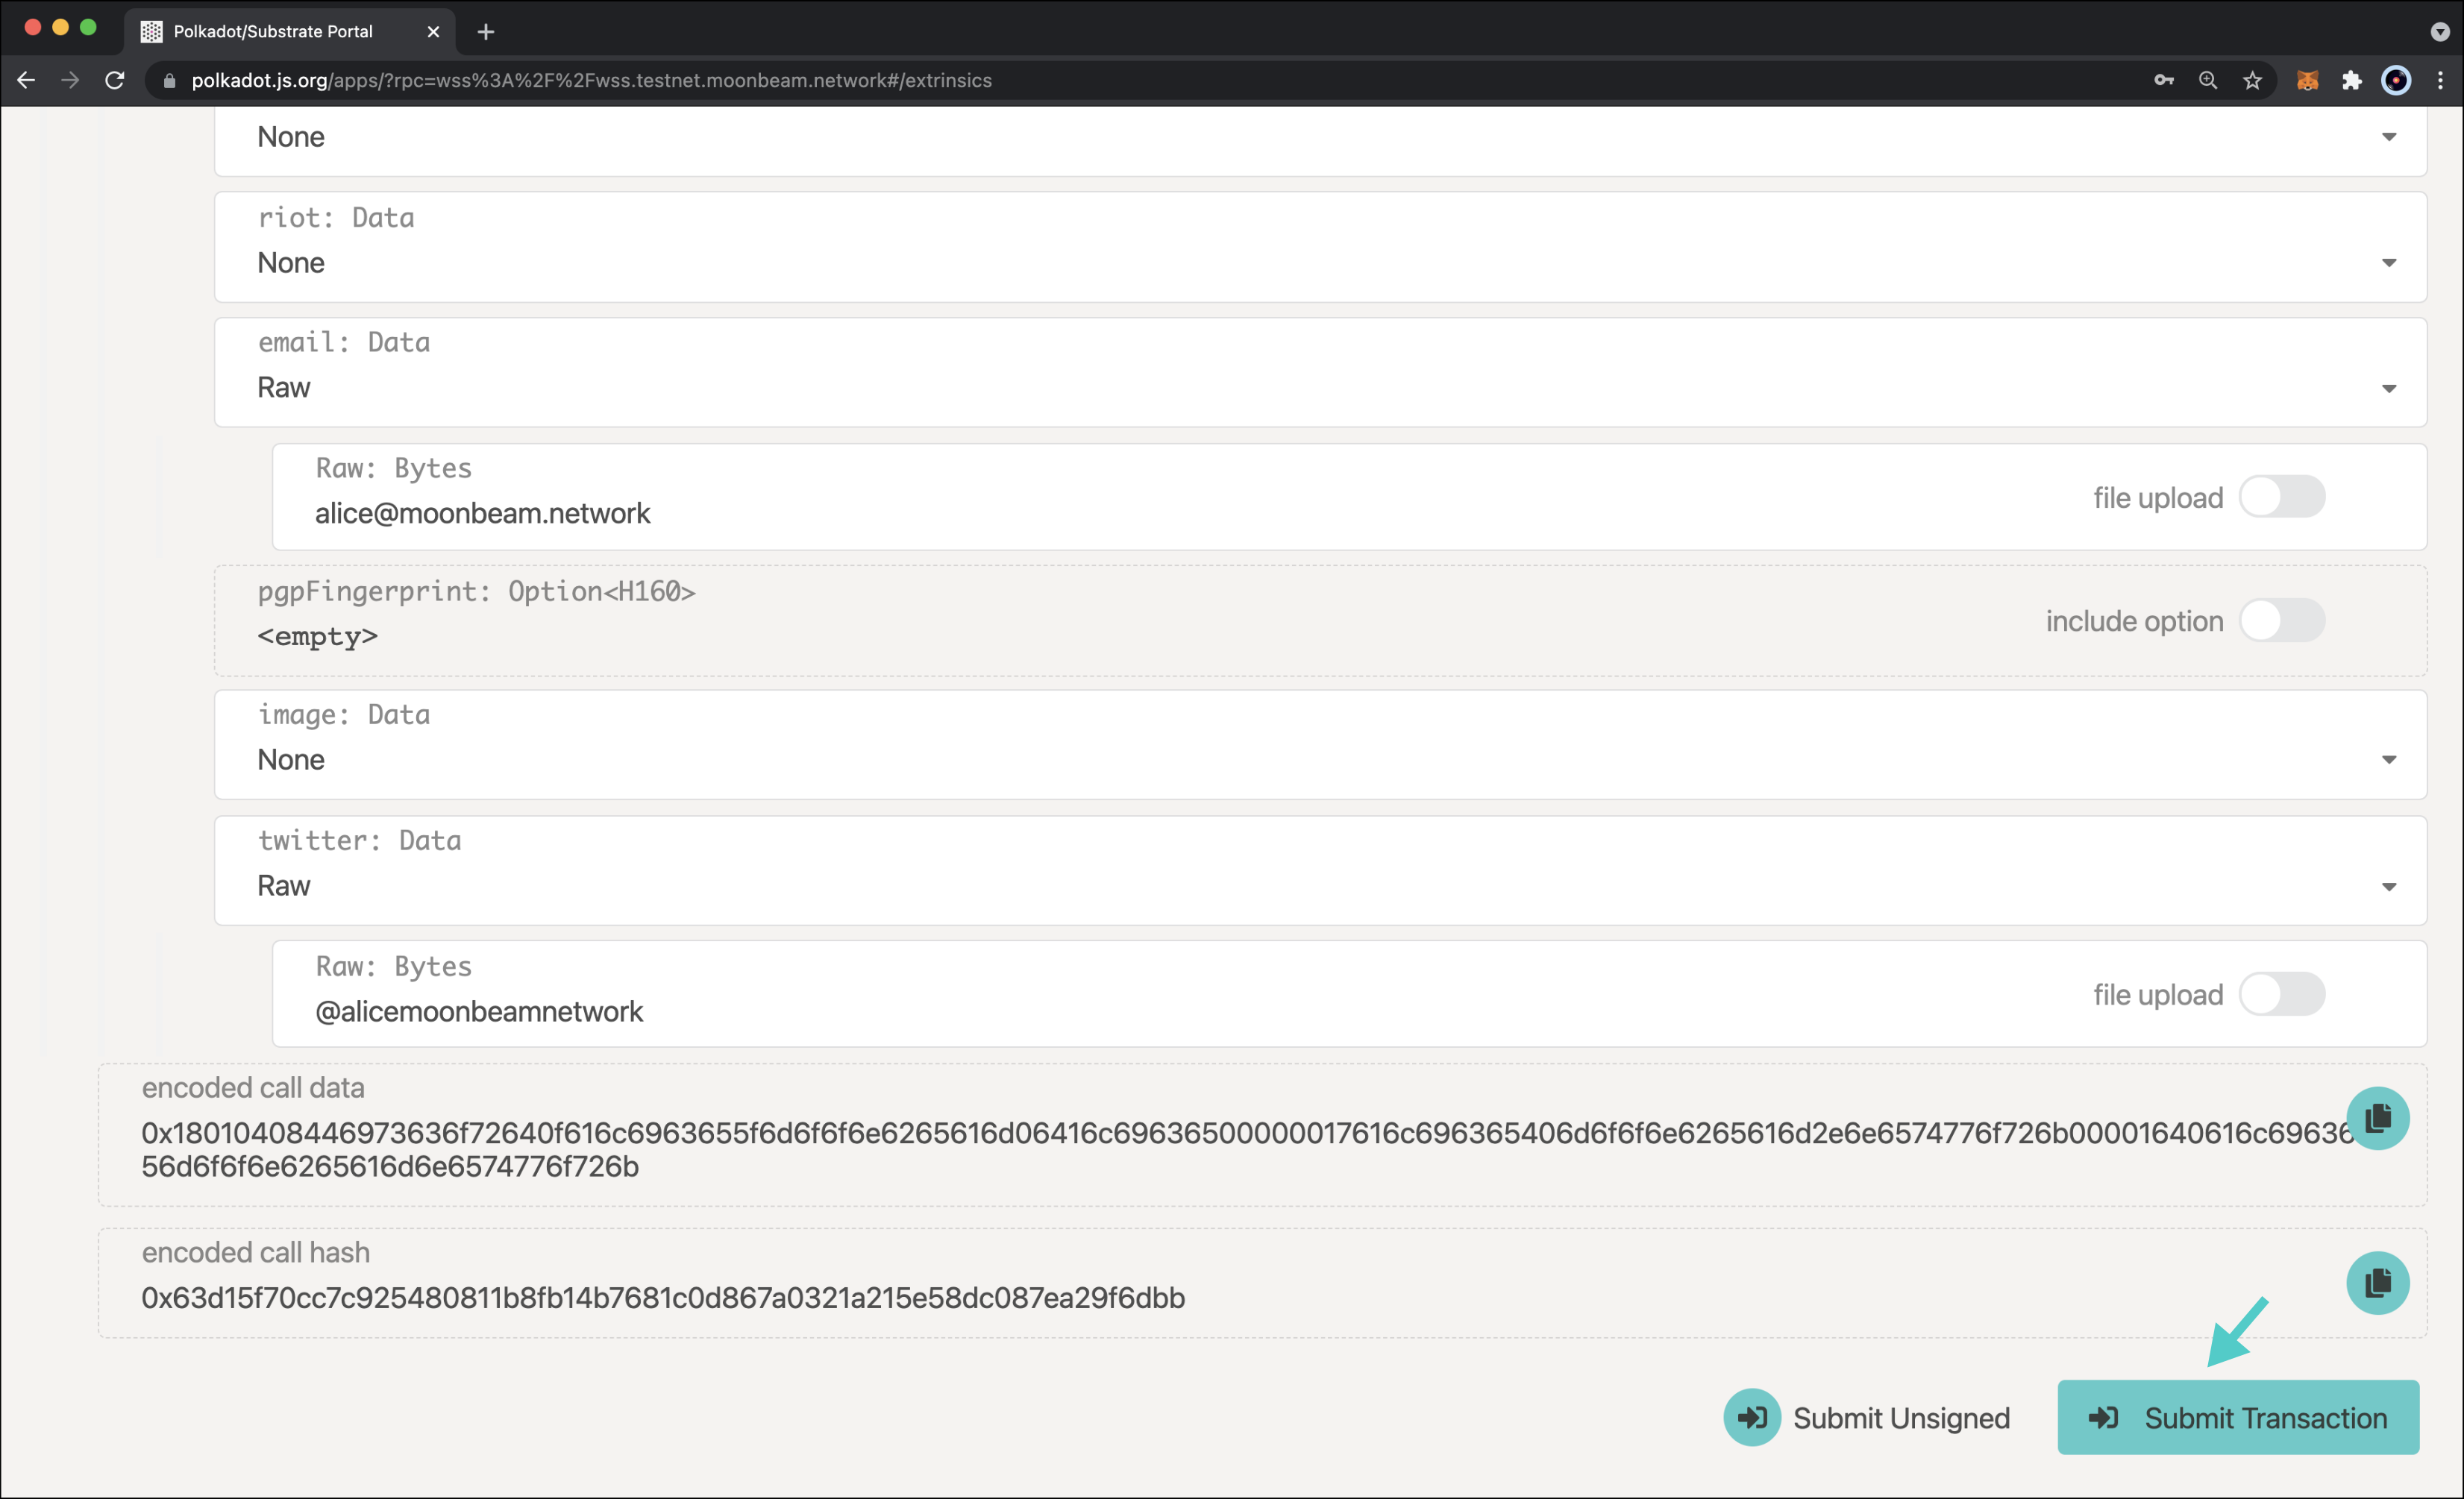 Polkadot/Substrate Portal
polkadot.js.org/apps/?rpc=wss%3A%2F%2Fwss.testnet.moonbeam.network#/extrinsics
None
riot: Data
None
email: Data
Raw
Raw: Bytes
alice@moonbeam.network
file upload
pgpFingerprint: Option<H160>
<empty>
include option
image: Data
None
twitter: Data
Raw
Raw: Bytes
@alicemoonbeamnetwork
file upload
encoded call data
0x18010408446973636f72640f616c6963655f6d6f6f6e6265616d06416c69636500000017616c696365406d6f6f6e6265616d2e6e6574776f726b00001640616c69636
56d6f6f6e6265616d6e6574776f726b
encoded call hash
0x63d15f70cc7c925480811b8fb14b7681c0d867a0321a215e58dc087ea29f6dbb
Submit Unsigned
Submit Transaction